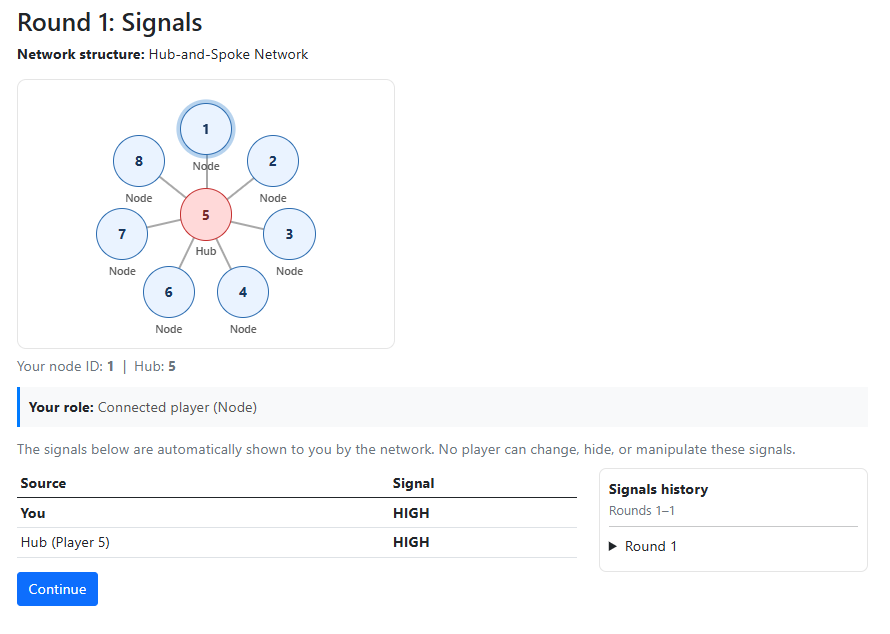 Round 1: Signals
Network structure: Hub-and-Spoke Network
1
Node
8
Node
2
Node
5
Hub
7
Node
3
Node
6
Node
4
Node
Your node ID: 1 | Hub: 5
Your role: Connected player (Node)
The signals below are automatically shown to you by the network. No player can change, hide, or manipulate these signals.
Source Signal
You HIGH
Hub (Player 5) HIGH
Signals history
Rounds 1–1
▶ Round 1
Continue